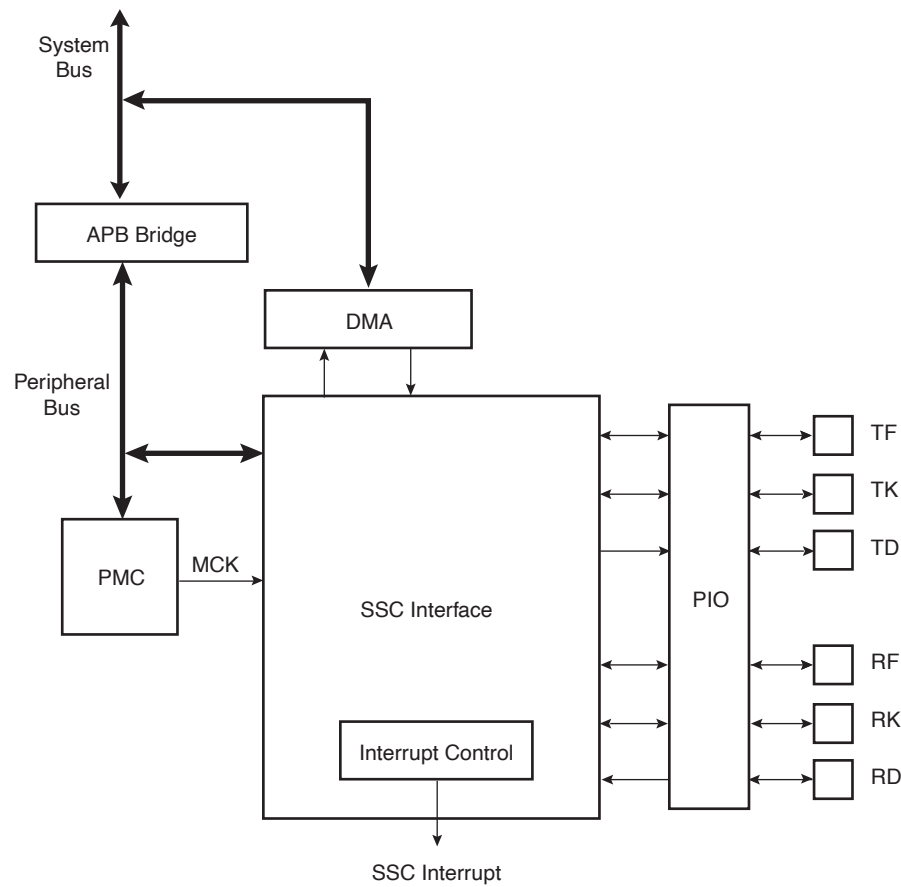 System
Bus
APB Bridge
DMA
Peripheral
Bus
PMC
MCK
SSC Interface
Interrupt Control
SSC Interrupt
PIO
TF
TK
TD
RF
RK
RD